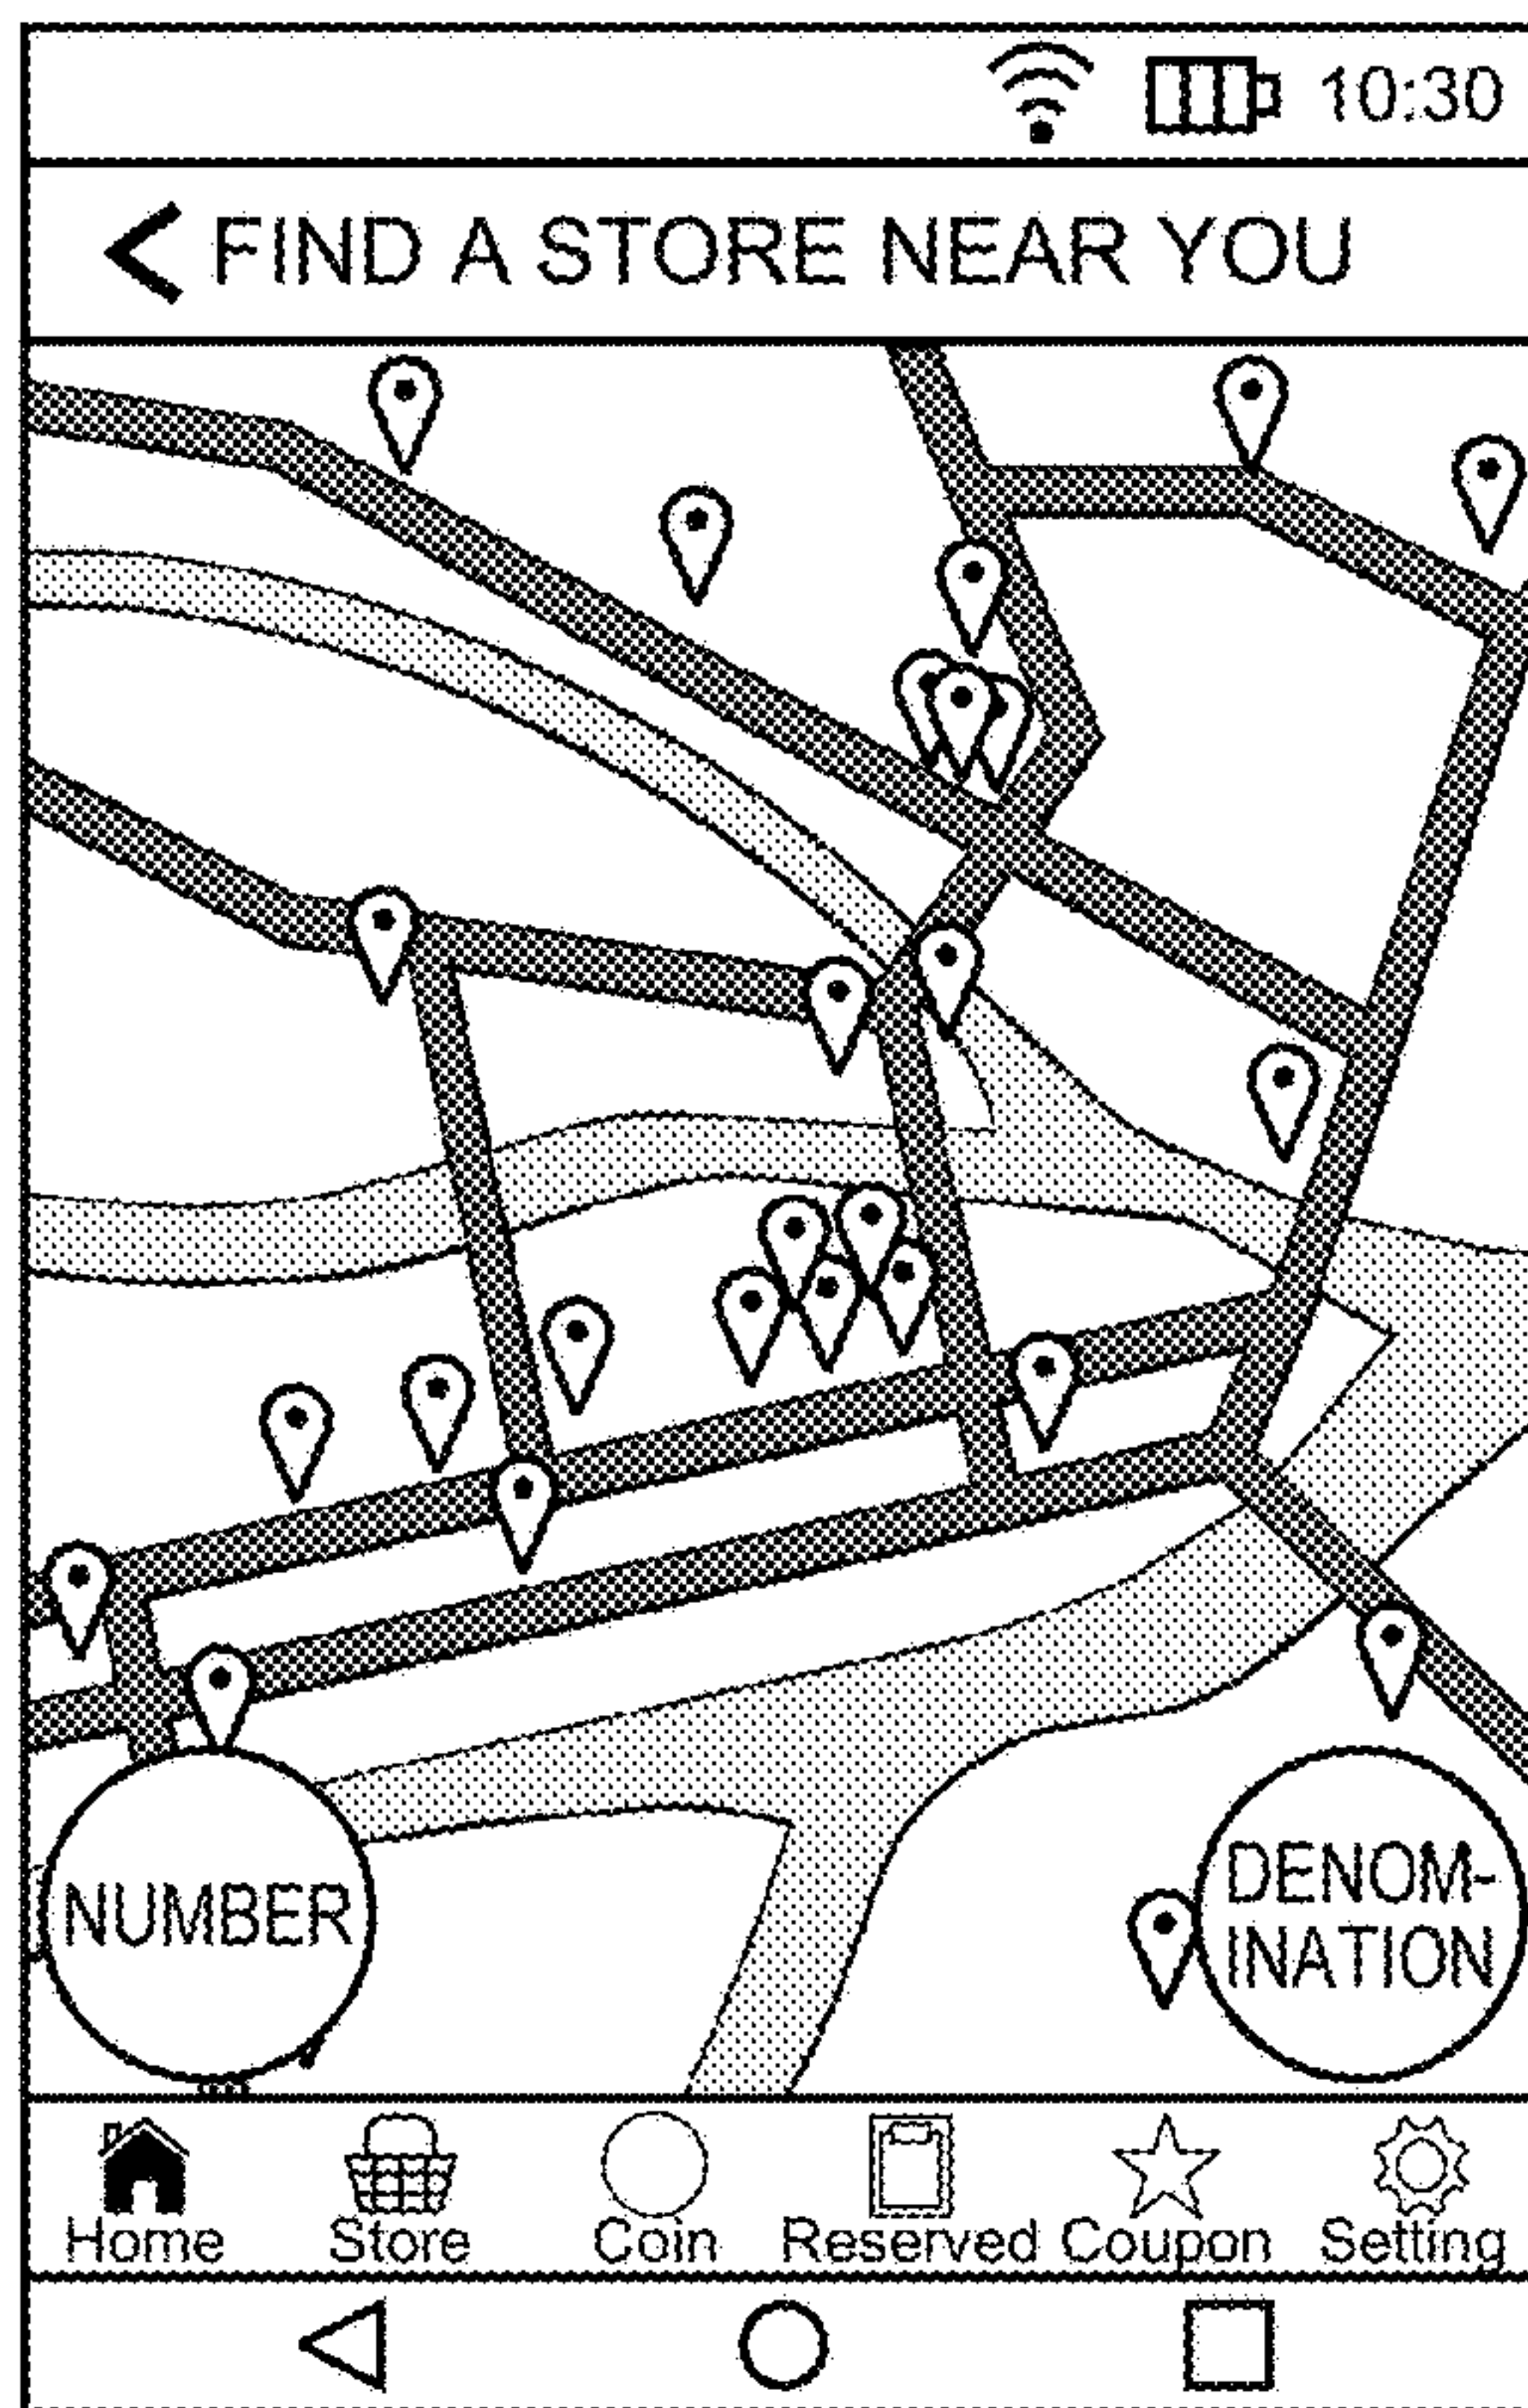 10:30
FIND A STORE NEAR YOU
NUMBER
DENOM-
INATION
Home Store Coin Reserved Coupon Setting